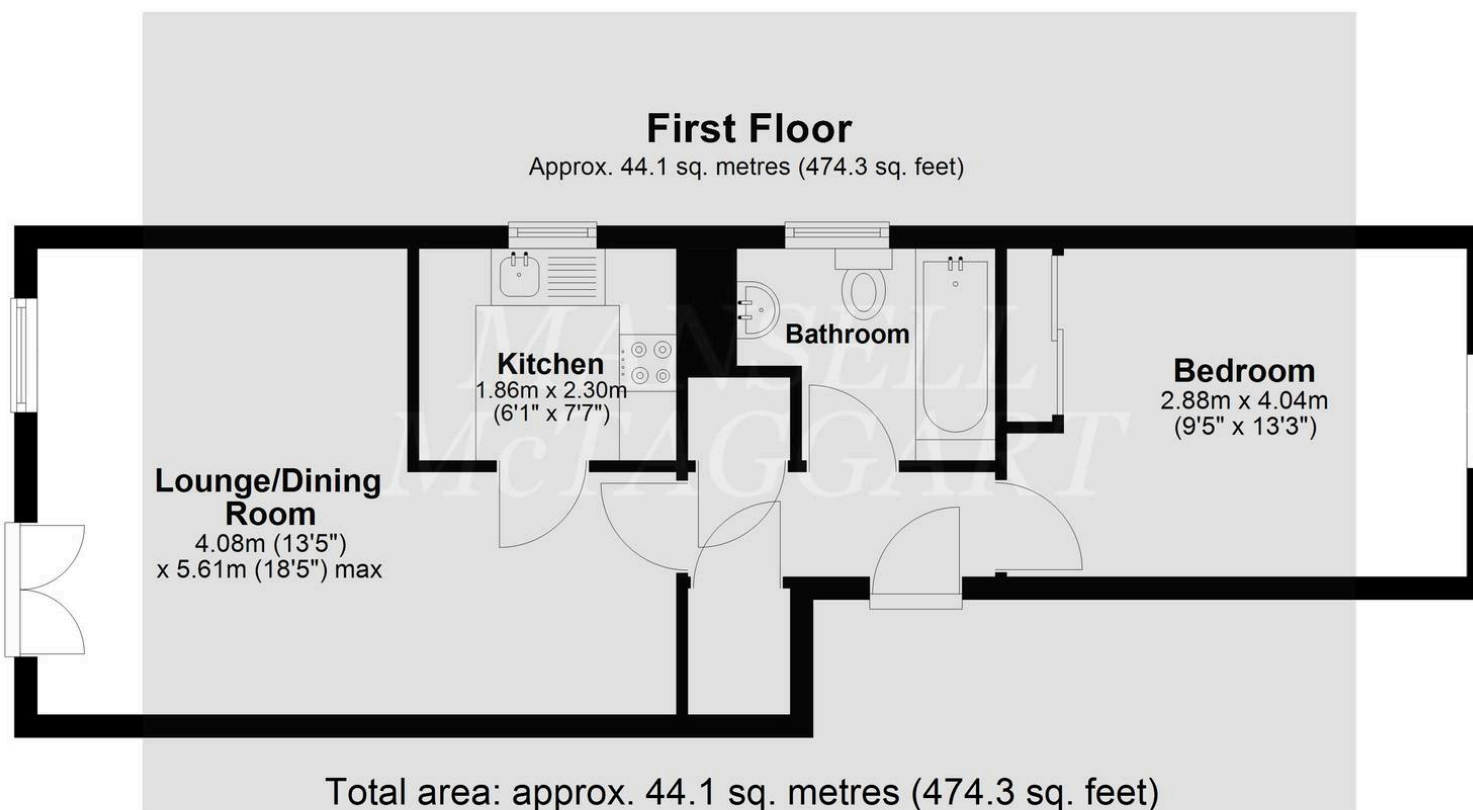 First Floor
Approx. 44.1 sq. metres (474.3 sq. feet)
Kitchen
1.86m x 2.30m
(6'1" x 7'7")
Bathroom
Bedroom
2.88m x 4.04m
(9'5" x 13'3")
Lounge/Dining
Room
4.08m (13'5")
x 5.61m (18'5") max
MANSELL
McTAGGART
Total area: approx. 44.1 sq. metres (474.3 sq. feet)